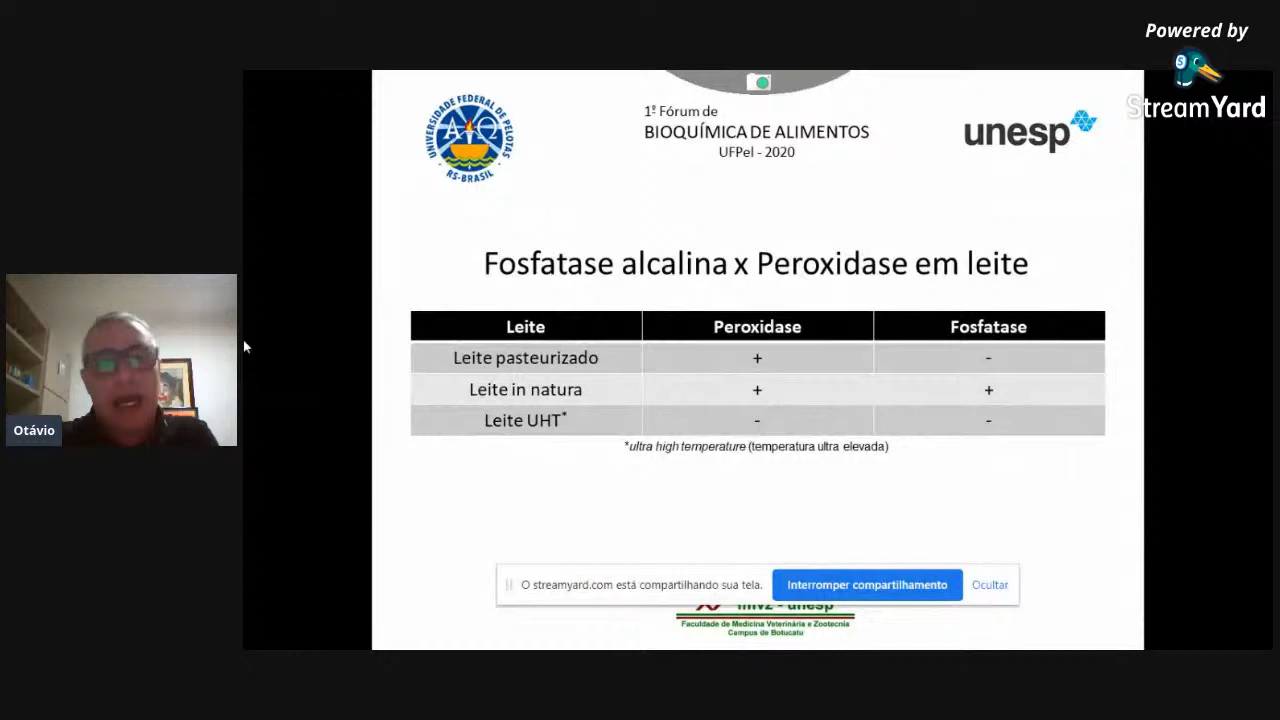 Powered by
StreamYard
UNIVERSIDADE FEDERAL DE PELOTAS
RS-BRASIL
1º Fórum de
BIOQUÍMICA DE ALIMENTOS
UFPel - 2020
unesp
Fosfatase alcalina x Peroxidase em leite
Leite Peroxidase Fosfatase
Leite pasteurizado + -
Leite in natura + +
Leite UHT* - -
*ultra high temperature (temperatura ultra elevada)
Otávio
O streamyard.com está compartilhando sua tela. Interromper compartilhamento Ocultar
fmvz - unesp
Faculdade de Medicina Veterinária e Zootecnia
Campus de Botucatu